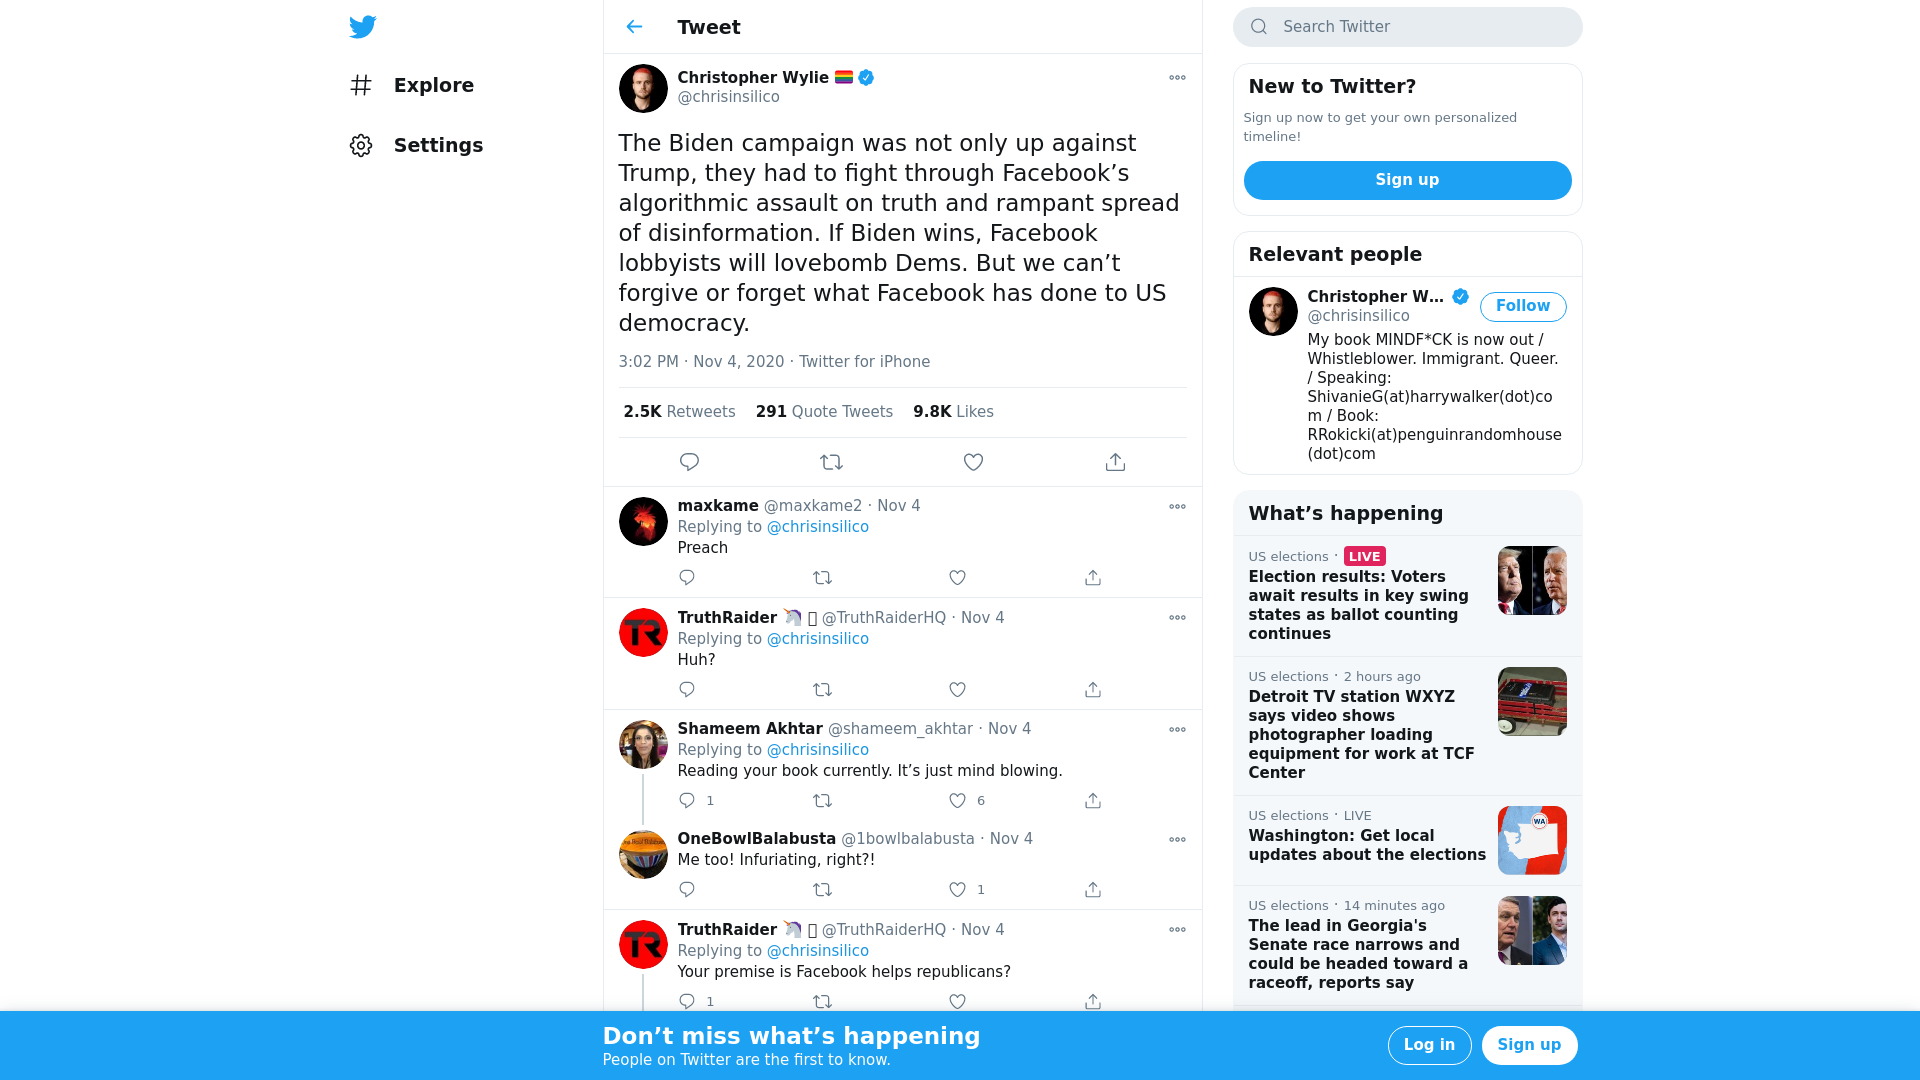 Explore
Settings
Tweet
Christopher Wylie
@chrisinsilico
The Biden campaign was not only up against
Trump, they had to fight through Facebook’s
algorithmic assault on truth and rampant spread
of disinformation. If Biden wins, Facebook
lobbyists will lovebomb Dems. But we can’t
forgive or forget what Facebook has done to US
democracy.
3:02 PM · Nov 4, 2020 · Twitter for iPhone
2.5K Retweets 291 Quote Tweets 9.8K Likes
maxkame @maxkame2 · Nov 4
Replying to @chrisinsilico
Preach
TruthRaider @TruthRaiderHQ · Nov 4
Replying to @chrisinsilico
Huh?
Shameem Akhtar @shameem_akhtar · Nov 4
Replying to @chrisinsilico
Reading your book currently. It’s just mind blowing.
1 6
OneBowlBalabusta @1bowlbalabusta · Nov 4
Me too! Infuriating, right?!
1
TruthRaider @TruthRaiderHQ · Nov 4
Replying to @chrisinsilico
Your premise is Facebook helps republicans?
1
Search Twitter
New to Twitter?
Sign up now to get your own personalized
timeline!
Sign up
Relevant people
Christopher W...
Follow
@chrisinsilico
My book MINDF*CK is now out /
Whistleblower. Immigrant. Queer.
/ Speaking:
ShivanieG(at)harrywalker(dot)co
m / Book:
RRokicki(at)penguinrandomhouse
(dot)com
What’s happening
US elections · LIVE
Election results: Voters
await results in key swing
states as ballot counting
continues
US elections · 2 hours ago
Detroit TV station WXYZ
says video shows
photographer loading
equipment for work at TCF
Center
US elections · LIVE
Washington: Get local
updates about the elections
WA
US elections · 14 minutes ago
The lead in Georgia's
Senate race narrows and
could be headed toward a
raceoff, reports say
Don’t miss what’s happening
People on Twitter are the first to know.
Log in
Sign up
TR
TR